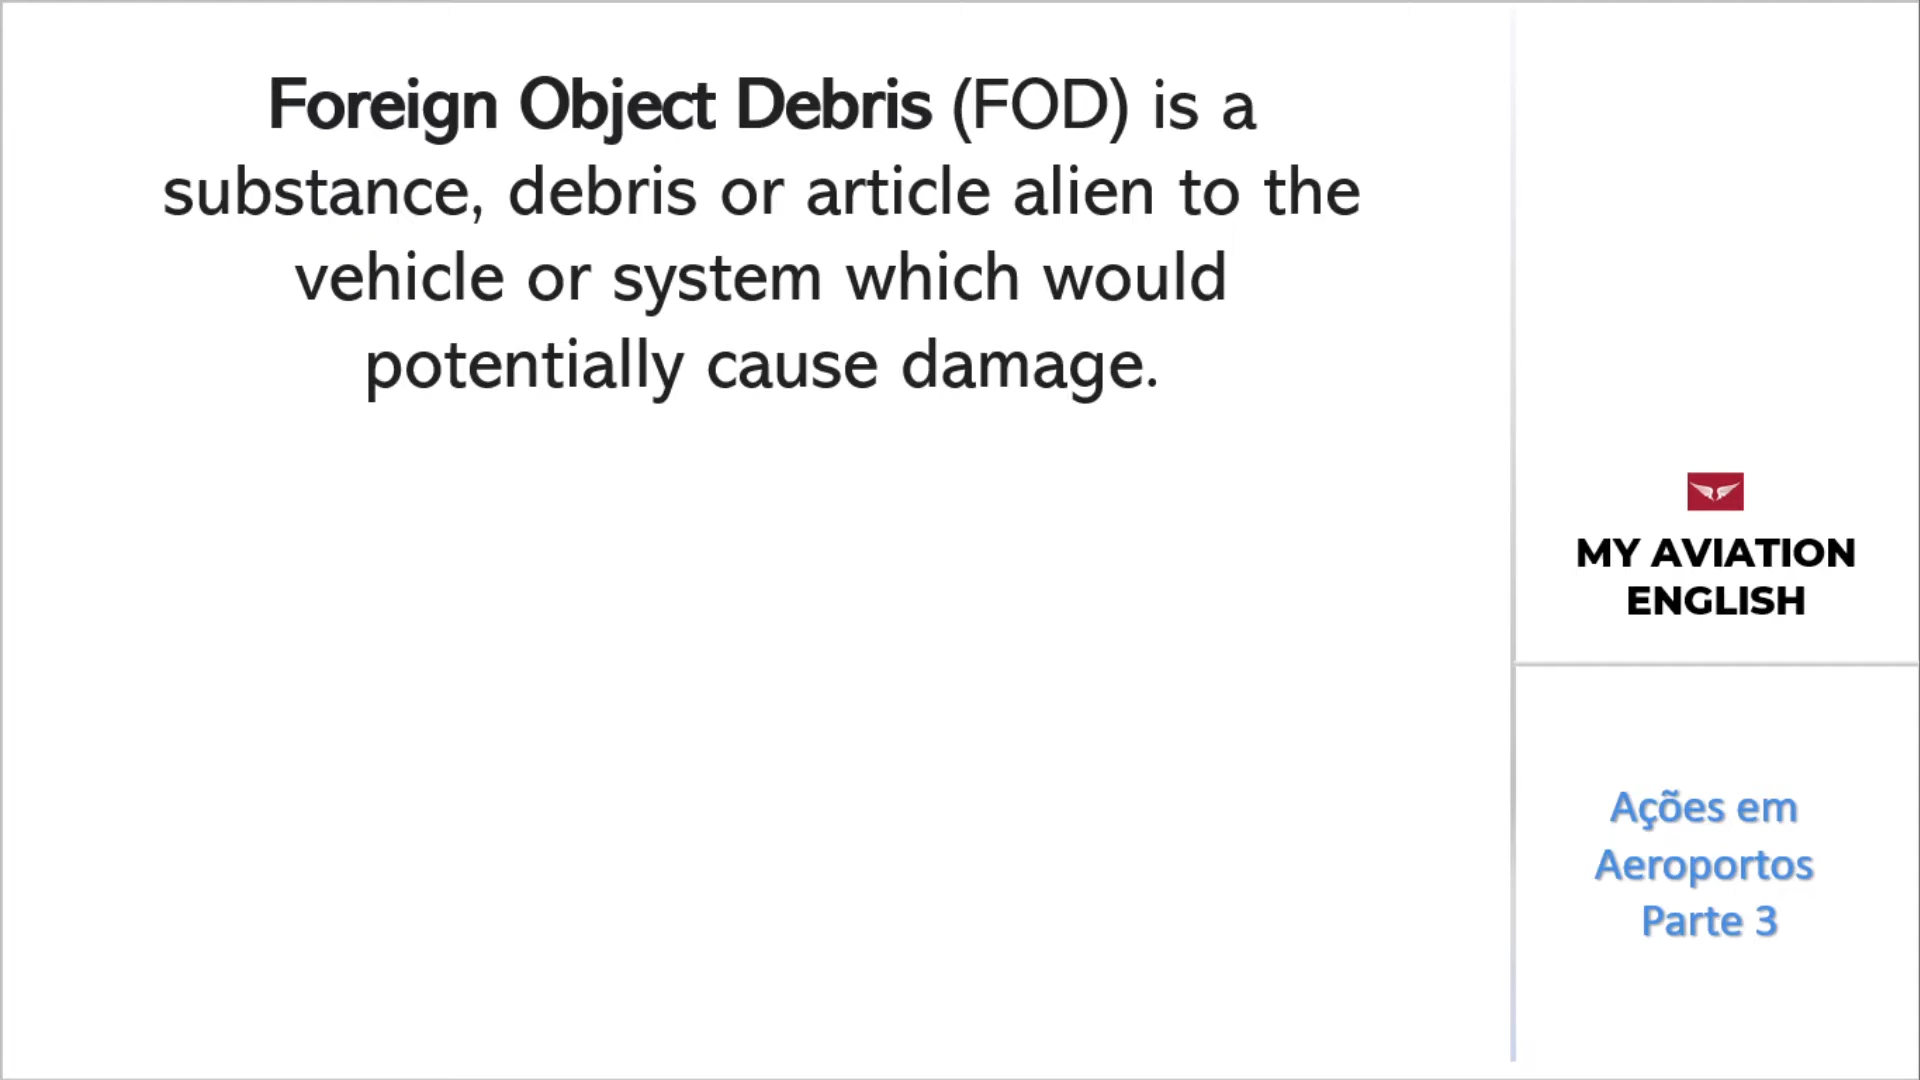 Foreign Object Debris (FOD) is a
substance, debris or article alien to the
vehicle or system which would
potentially cause damage.
MY AVIATION
ENGLISH
Ações em
Aeroportos
Parte 3